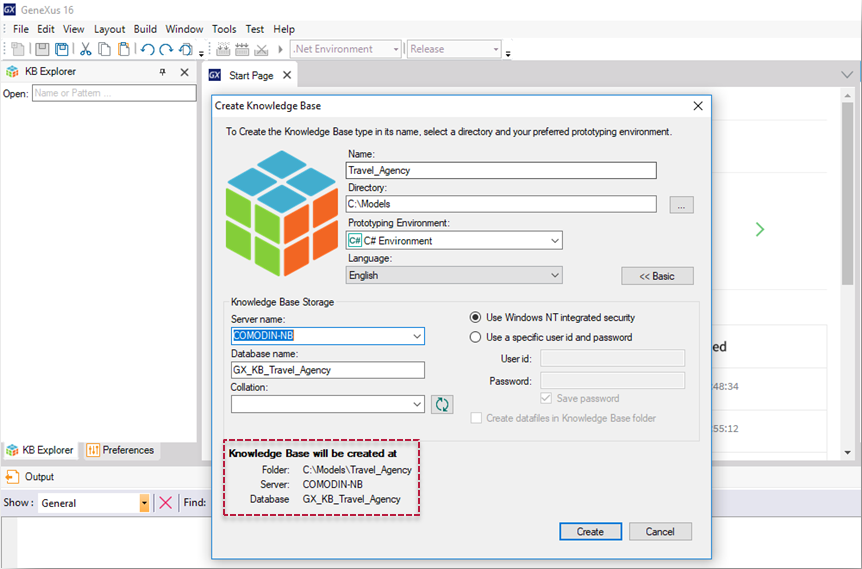 GX GeneXus 16
File Edit View Layout Build Window Tools Test Help
.Net Environment Release
KB Explorer
GX Start Page
Open: Name or Pattern ...
Create Knowledge Base
To Create the Knowledge Base type in its name, select a directory and your preferred prototyping environment.
Name:
Travel_Agency
Directory:
C:\Models
...
Prototyping Environment:
C# C# Environment
Language:
English
<< Basic
Knowledge Base Storage
Server name:
COMODIN-NB
Database name:
GX_KB_Travel_Agency
Collation:
Use Windows NT integrated security
Use a specific user id and password
User id:
Password:
Save password
Create datafiles in Knowledge Base folder
ed
:48:34
:55:12
Knowledge Base will be created at
Folder: C:\Models\Travel_Agency
Server: COMODIN-NB
Database GX_KB_Travel_Agency
Create Cancel
KB Explorer Preferences
Output
Show: General Find: